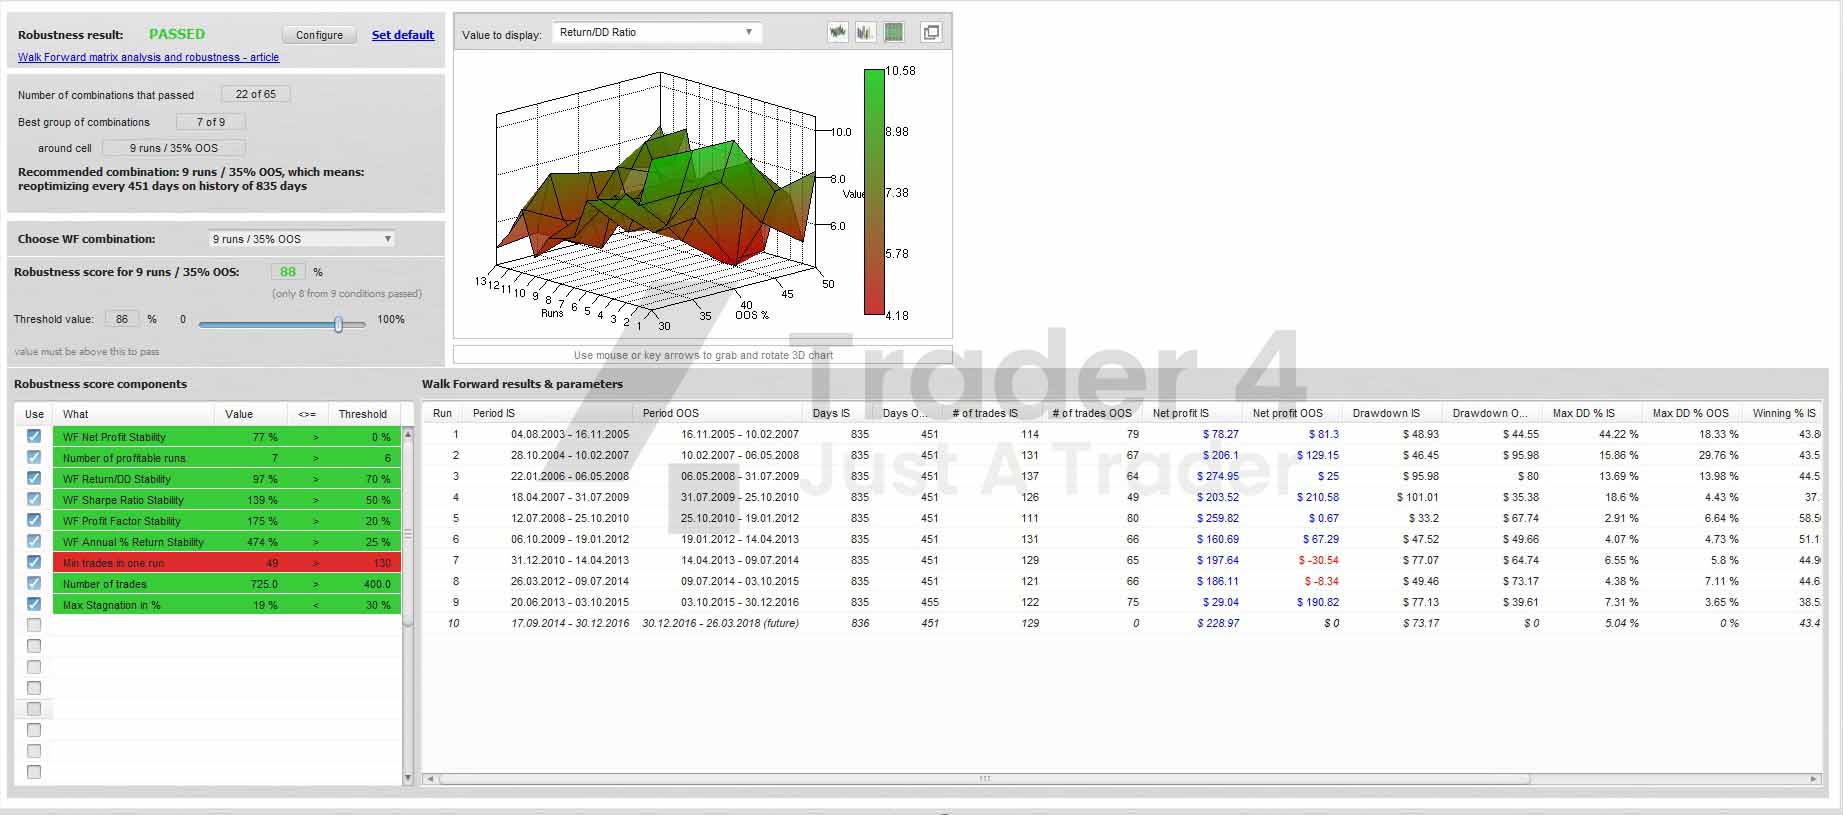 Robustness result: PASSED Configure Set default
Walk Forward matrix analysis and robustness - article
Number of combinations that passed 22 of 65
Best group of combinations 7 of 9
around cell 9 runs / 35% OOS
Recommended combination: 9 runs / 35% OOS, which means:
reoptimizing every 451 days on history of 835 days
Choose WF combination: 9 runs / 35% OOS
Robustness score for 9 runs / 35% OOS: 88 %
(only 8 from 9 conditions passed)
Threshold value: 86 % 0 100%
value must be above this to pass
Value to display: Return/DD Ratio
10.58
8.98
7.38
5.78
4.18
10.0
8.0
Value
6.0
13 12 11 10 9 8 7 6 5 4 3 2 1
Runs
30 35 40 45 50
OOS %
Use mouse or key arrows to grab and rotate 3D chart
Trader 4
Just A Trader
Robustness score components
Use What Value <>= Threshold
WF Net Profit Stability 77 % > 0 %
Number of profitable runs 7 > 6
WF Return/DD Stability 97 % > 70 %
WF Sharpe Ratio Stability 139 % > 50 %
WF Profit Factor Stability 175 % > 20 %
WF Annual % Return Stability 474 % > 25 %
Min trades in one run 49 > 130
Number of trades 725.0 > 400.0
Max Stagnation in % 19 % < 30 %
Walk Forward results & parameters
Run Period IS Period OOS Days IS Days O... # of trades IS # of trades OOS Net profit IS Net profit OOS Drawdown IS Drawdown O... Max DD % IS Max DD % OOS Winning % IS
1 04.08.2003 - 16.11.2005 16.11.2005 - 10.02.2007 835 451 114 79 $ 78.27 $ 81.3 $ 48.93 $ 44.55 44.22 % 18.33 % 43.8
2 28.10.2004 - 10.02.2007 10.02.2007 - 06.05.2008 835 451 131 67 $ 206.1 $ 129.15 $ 46.45 $ 95.98 15.86 % 29.76 % 43.5
3 22.01.2006 - 06.05.2008 06.05.2008 - 31.07.2009 835 451 137 64 $ 274.95 $ 25 $ 95.98 $ 80 13.69 % 13.98 % 44.5
4 18.04.2007 - 31.07.2009 31.07.2009 - 25.10.2010 835 451 126 49 $ 203.52 $ 210.58 $ 101.01 $ 35.38 18.6 % 4.43 % 37.
5 12.07.2008 - 25.10.2010 25.10.2010 - 19.01.2012 835 451 111 80 $ 259.82 $ 0.67 $ 33.2 $ 67.74 2.91 % 6.64 % 58.5
6 06.10.2009 - 19.01.2012 19.01.2012 - 14.04.2013 835 451 131 66 $ 160.69 $ 67.29 $ 47.52 $ 49.66 4.07 % 4.73 % 51.1
7 31.12.2010 - 14.04.2013 14.04.2013 - 09.07.2014 835 451 129 65 $ 197.64 $ -30.54 $ 77.07 $ 64.74 6.55 % 5.8 % 44.9
8 26.03.2012 - 09.07.2014 09.07.2014 - 03.10.2015 835 451 121 66 $ 186.11 $ -8.34 $ 49.46 $ 73.17 4.38 % 7.11 % 44.6
9 20.06.2013 - 03.10.2015 03.10.2015 - 30.12.2016 835 455 122 75 $ 29.04 $ 190.82 $ 77.13 $ 39.61 7.31 % 3.65 % 38.5
10 17.09.2014 - 30.12.2016 30.12.2016 - 26.03.2018 (future) 836 451 129 0 $ 228.97 $ 0 $ 73.17 $ 0 5.04 % 0 % 43.4